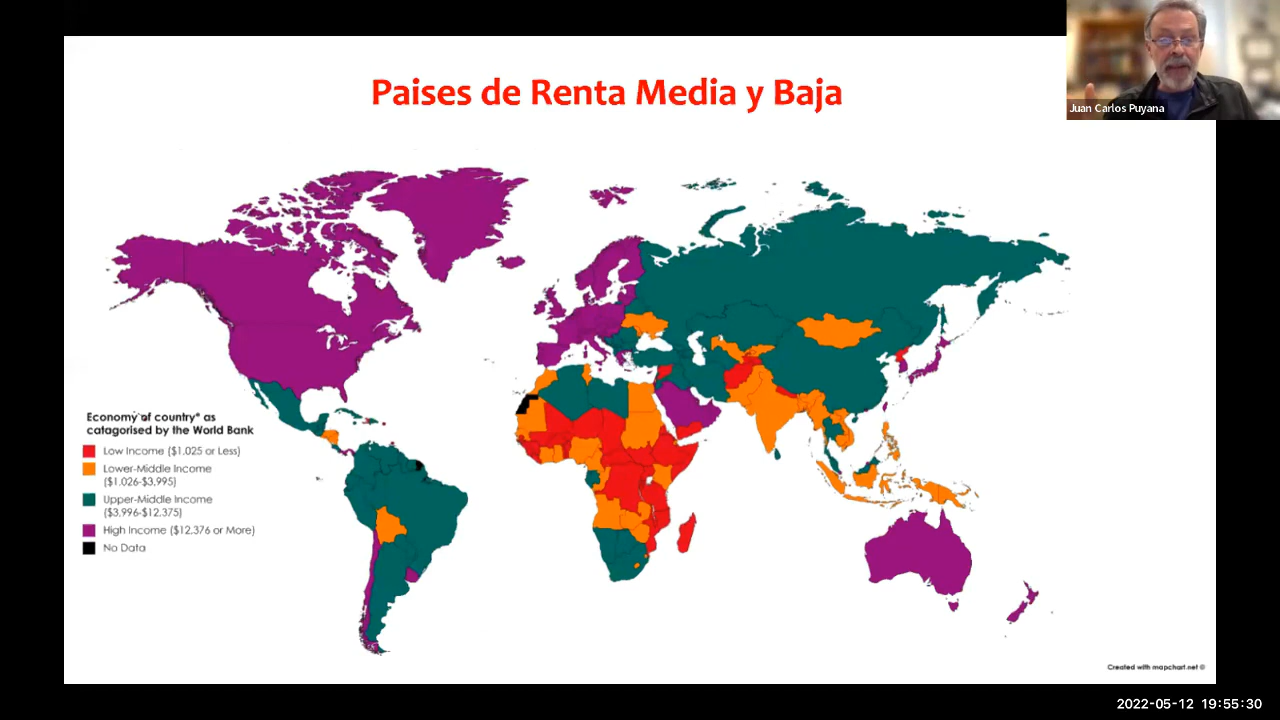 Paises de Renta Media y Baja
Juan Carlos Puyana
Economy of country* as
catagorised by the World Bank
Low Income ($1.025 or Less)
Lower-Middle Income
($1.026-$3,995)
Upper-Middle Income
($3,996-$12.375)
High Income ($12,376 or More)
No Data
Created with mapchart.net ©
2022-05-12 19:55:30